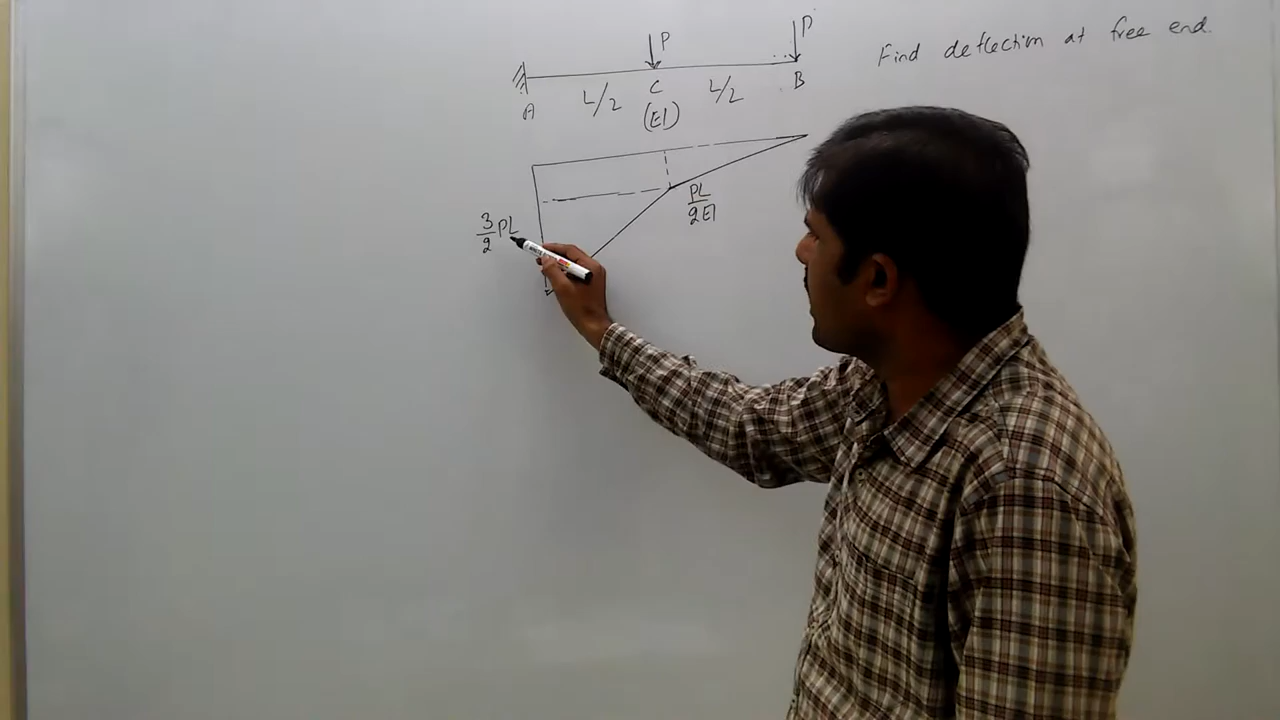 P
P
Find deflection at free end.
A
L/2
C
L/2
B
(EI)
PL/2EI
3/2 PL